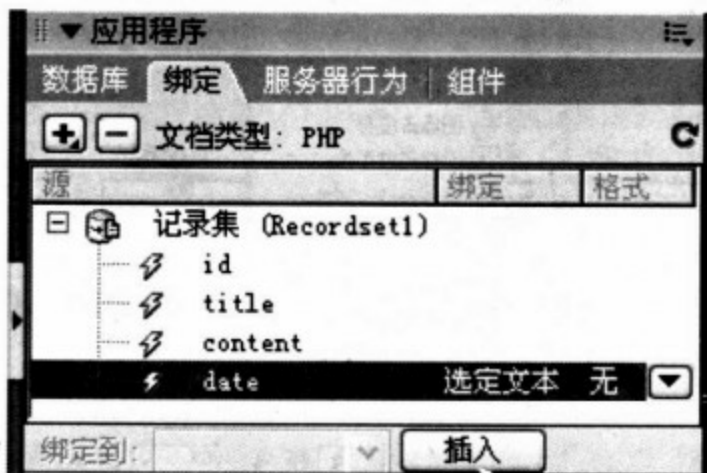 应用程序
数据库 绑定 服务器行为 组件
文档类型: PHP
源 绑定 格式
记录集 (Recordset1)
id
title
content
date 选定文本 无
绑定到: 插入